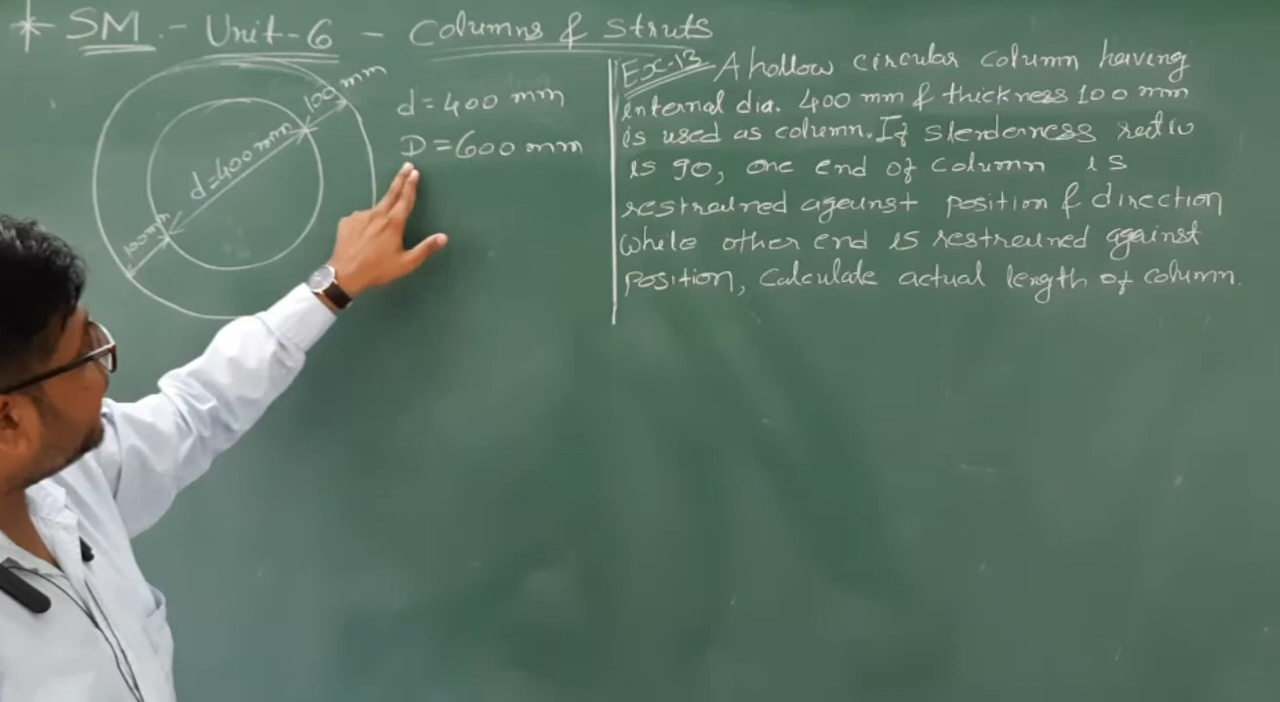 * SM - Unit-6 - Columns & Struts
100 mm
d=400 mm
100 mm
d = 400 mm
D = 600 mm
Ex-13 A hollow circular column having
internal dia. 400 mm & thickness 100 mm
is used as column. If slenderness ratio
is 90, one end of column is
restrained against position & direction
while other end is restrained against
position, Calculate actual length of column.